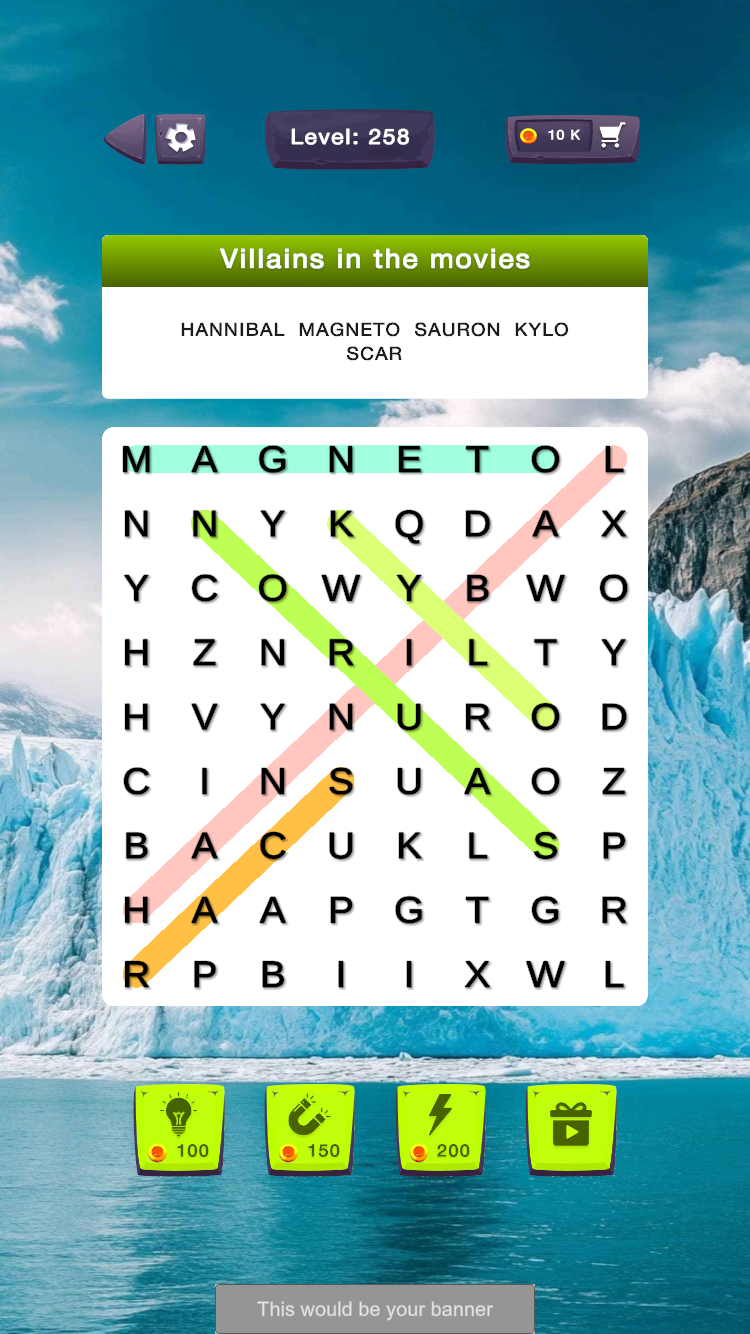 Level: 258
10 K
Villains in the movies
HANNIBAL MAGNETO SAURON KYLO
SCAR
M A G N E T O L
N N Y K Q D A X
Y C O W Y B W O
H Z N R I L T Y
H V Y N U R O D
C I N S U A O Z
B A C U K L S P
H A A P G T G R
R P B I I X W L
100 150 200
This would be your banner